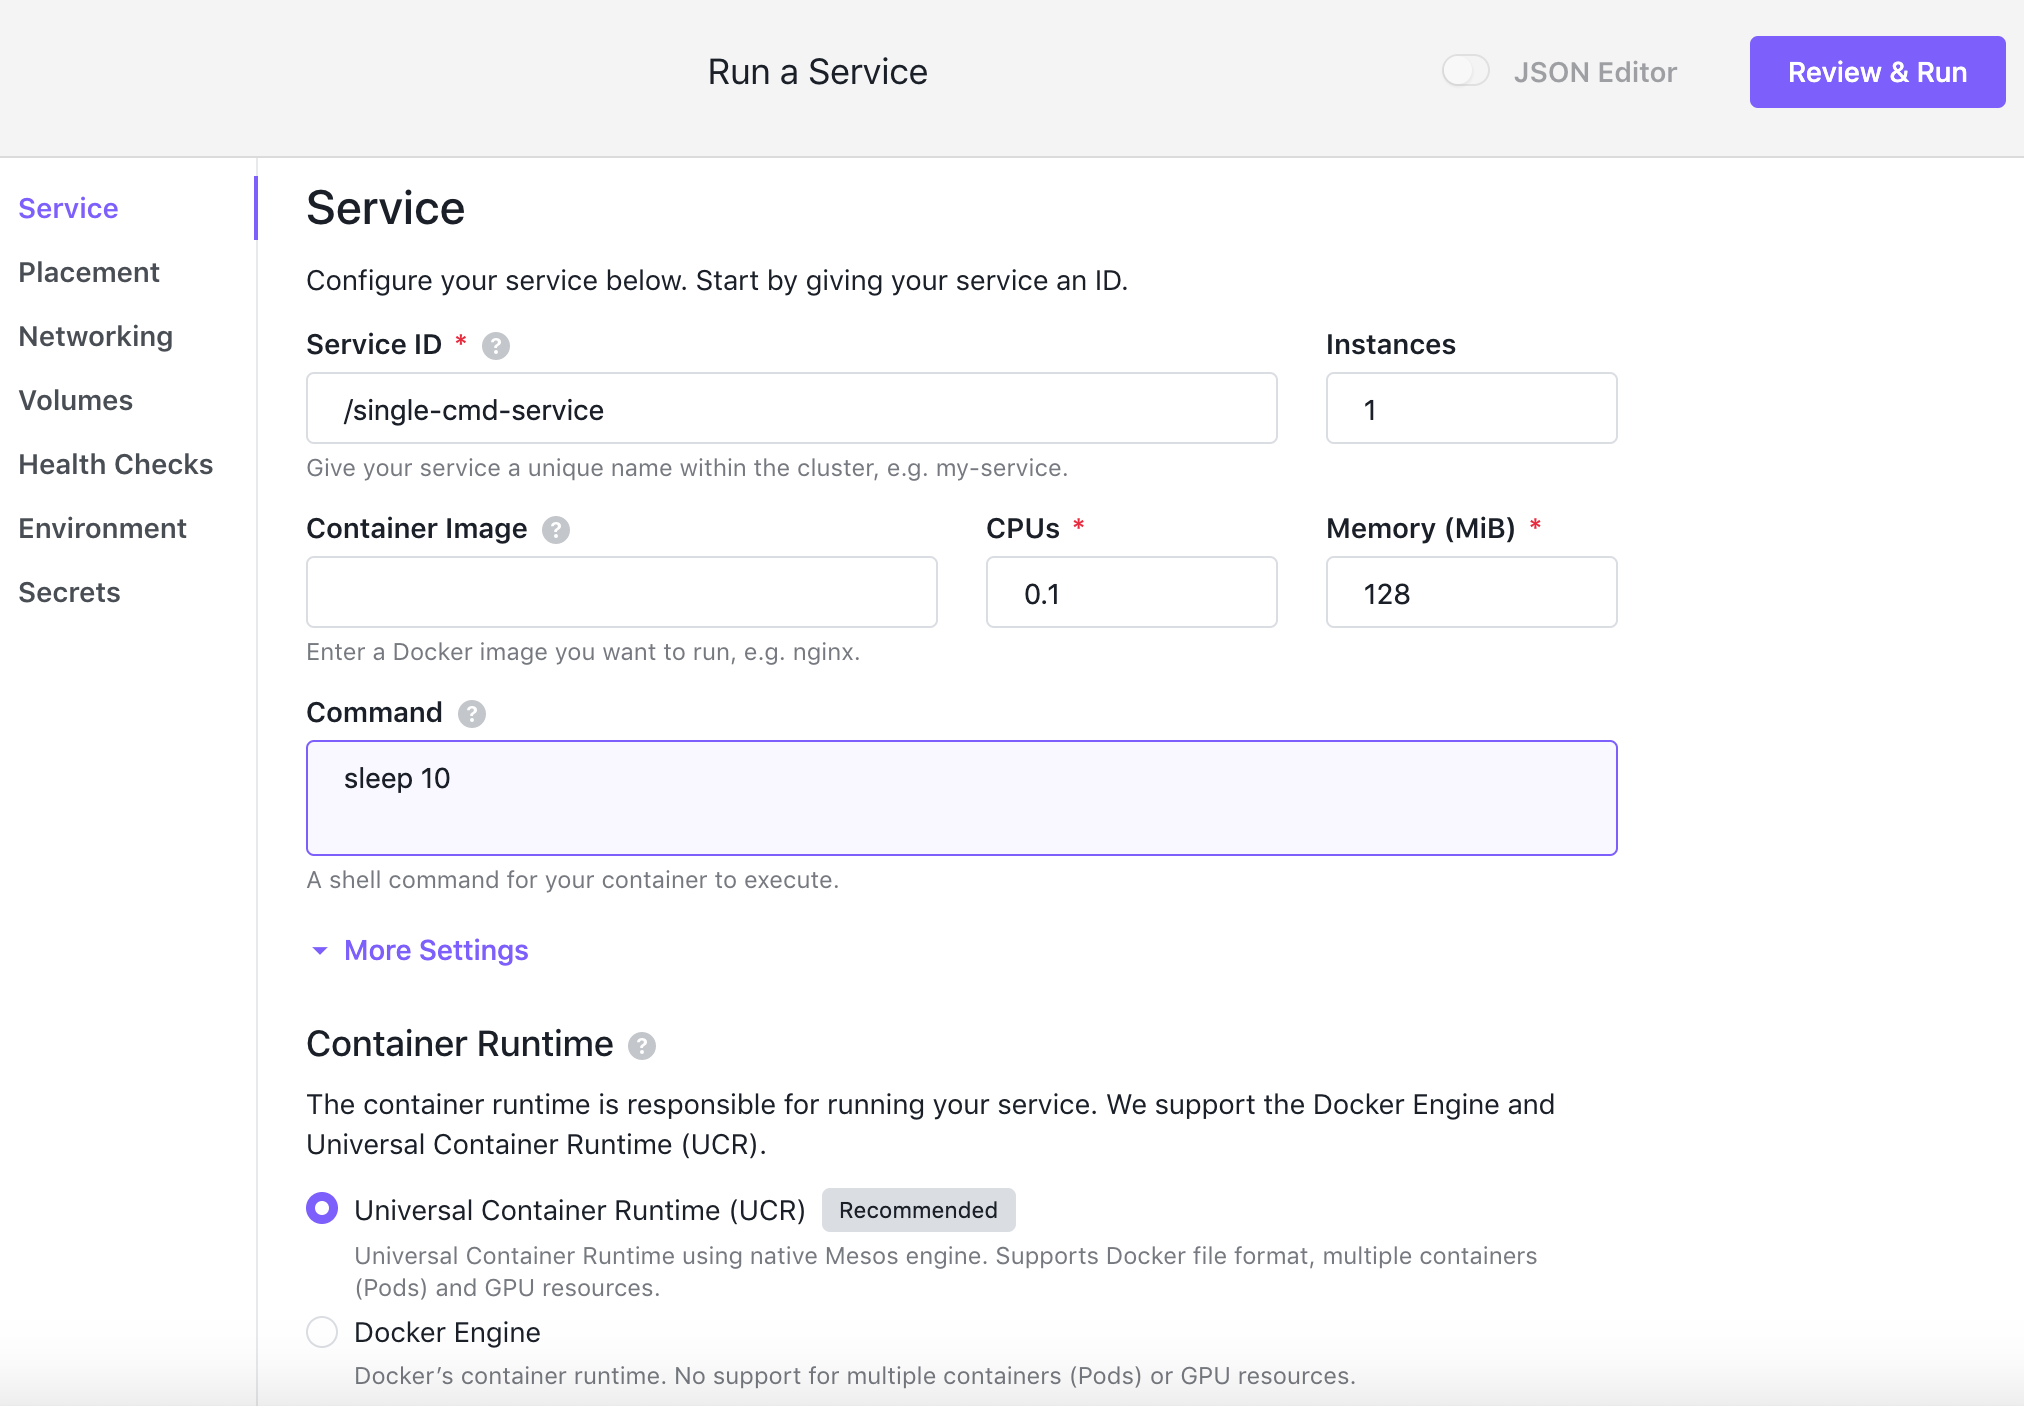 Run a Service
JSON Editor
Review & Run
Service
Placement
Networking
Volumes
Health Checks
Environment
Secrets
Service
Configure your service below. Start by giving your service an ID.
Service ID * ?
Instances
/single-cmd-service
1
Give your service a unique name within the cluster, e.g. my-service.
Container Image ?
CPUs *
Memory (MiB) *
0.1
128
Enter a Docker image you want to run, e.g. nginx.
Command ?
sleep 10
A shell command for your container to execute.
More Settings
Container Runtime ?
The container runtime is responsible for running your service. We support the Docker Engine and
Universal Container Runtime (UCR).
Universal Container Runtime (UCR) Recommended
Universal Container Runtime using native Mesos engine. Supports Docker file format, multiple containers
(Pods) and GPU resources.
Docker Engine
Docker’s container runtime. No support for multiple containers (Pods) or GPU resources.